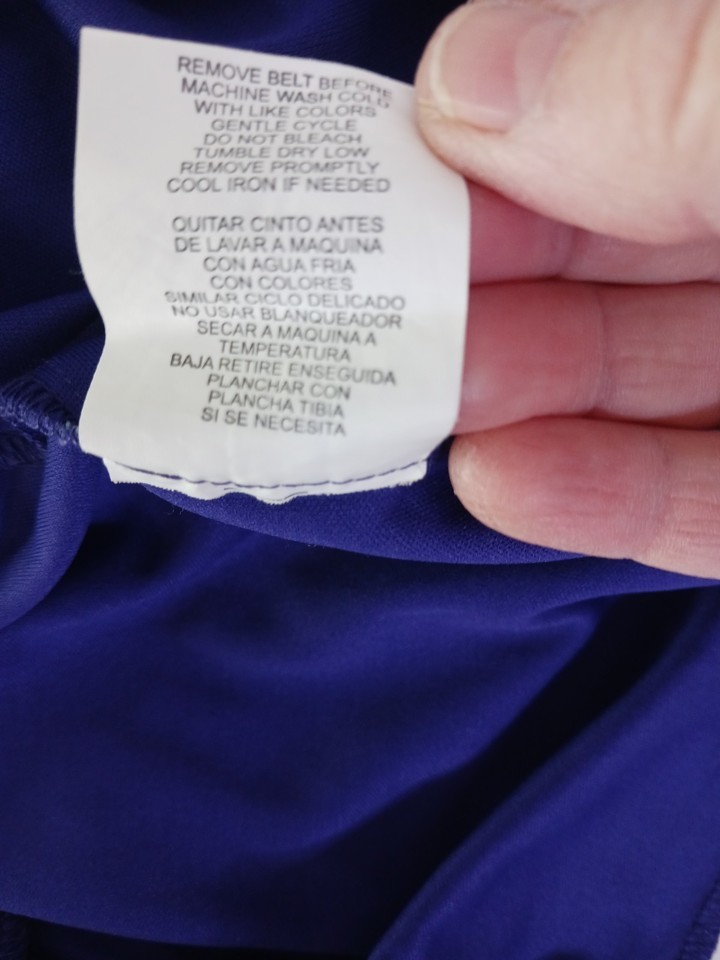 REMOVE BELT BEFORE
MACHINE WASH COLD
WITH LIKE COLORS
GENTLE CYCLE
DO NOT BLEACH
TUMBLE DRY LOW
REMOVE PROMPTLY
COOL IRON IF NEEDED
QUITAR CINTO ANTES
DE LAVAR A MAQUINA
CON AGUA FRIA
CON COLORES
SIMILAR CICLO DELICADO
NO USAR BLANQUEADOR
SECAR A MAQUINA A
TEMPERATURA
BAJA RETIRE ENSEGUIDA
PLANCHAR CON
PLANCHA TIBIA
SI SE NECESITA